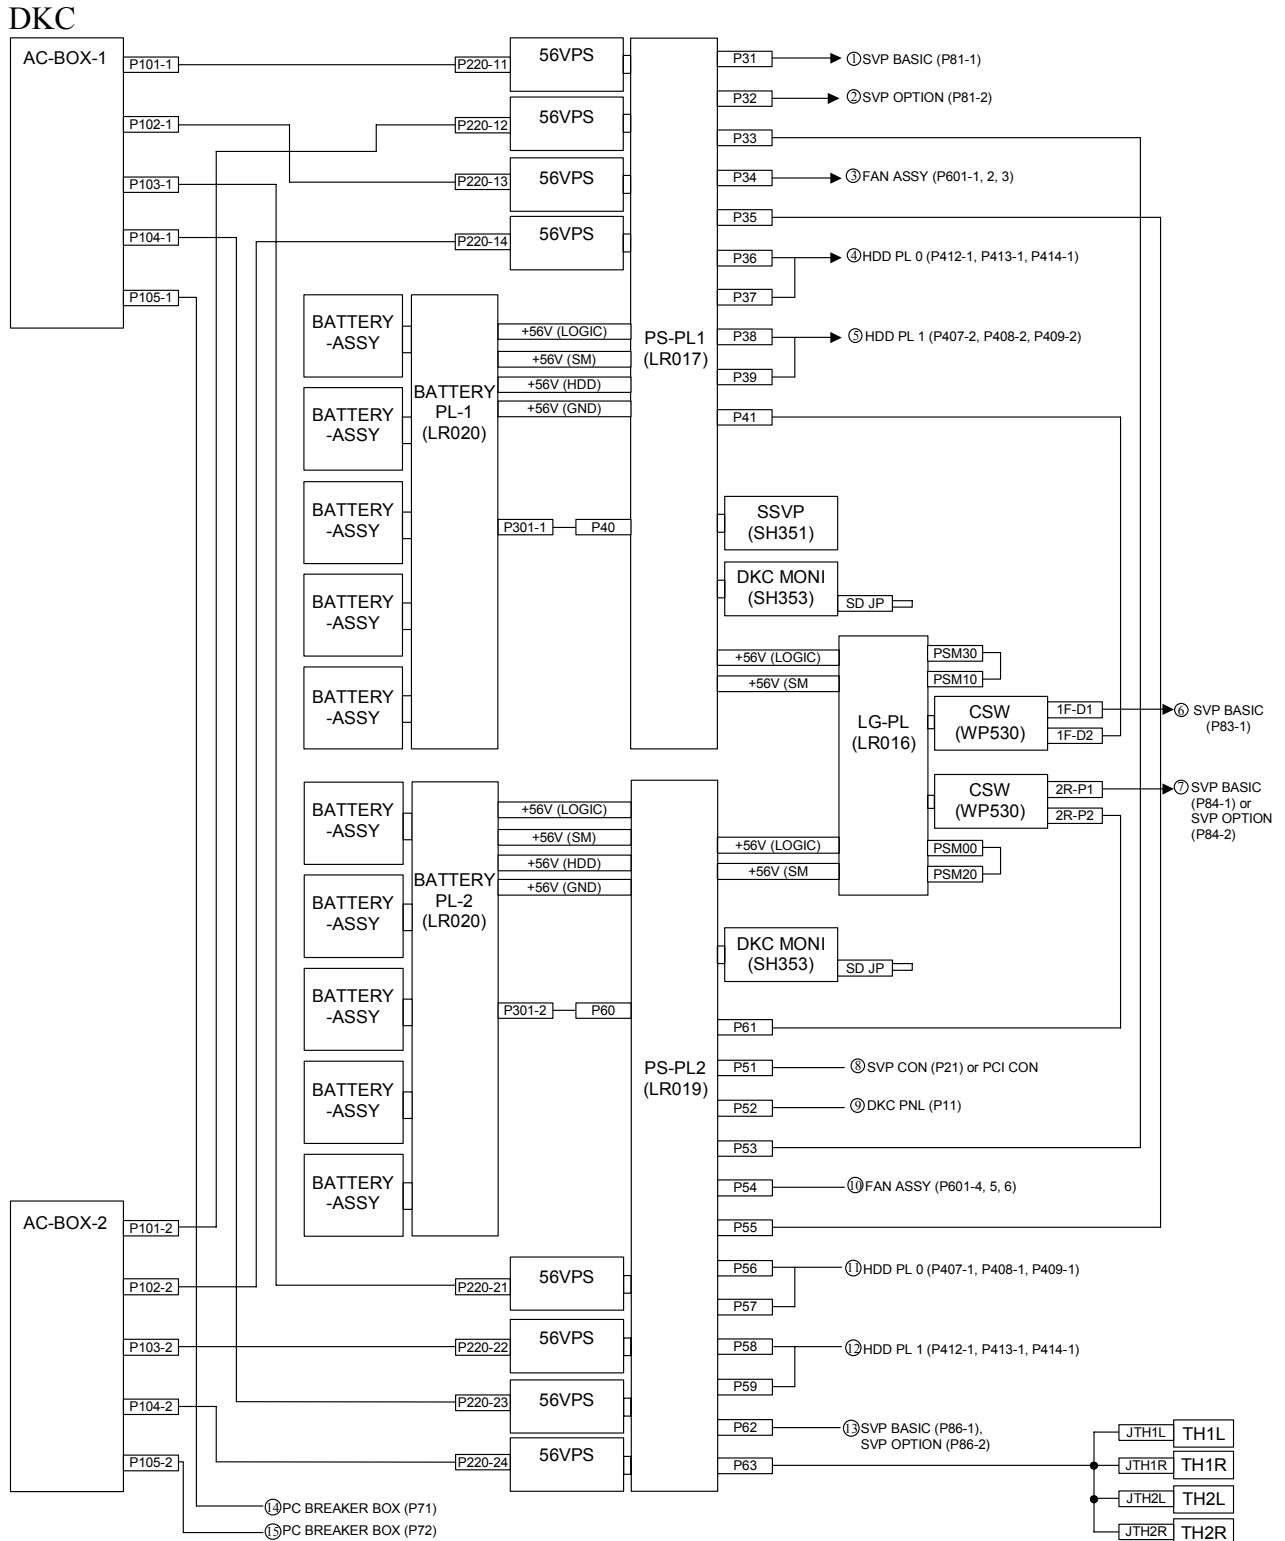 DKC
AC-BOX-1
P101-1
P102-1
P103-1
P104-1
P105-1
P220-11
56VPS
P220-12
56VPS
P220-13
56VPS
P220-14
56VPS
BATTERY
-ASSY
BATTERY
-ASSY
BATTERY
-ASSY
BATTERY
-ASSY
BATTERY
-ASSY
BATTERY
PL-1
(LR020)
+56V (LOGIC)
+56V (SM)
+56V (HDD)
+56V (GND)
P301-1
P40
PS-PL1
(LR017)
P31
①SVP BASIC (P81-1)
P32
②SVP OPTION (P81-2)
P33
P34
③FAN ASSY (P601-1, 2, 3)
P35
P36
④HDD PL 0 (P412-1, P413-1, P414-1)
P37
P38
⑤HDD PL 1 (P407-2, P408-2, P409-2)
P39
P41
SSVP
(SH351)
DKC MONI
(SH353)
SD JP
+56V (LOGIC)
+56V (SM
LG-PL
(LR016)
PSM30
PSM10
CSW
(WP530)
1F-D1
1F-D2
⑥ SVP BASIC
(P83-1)
CSW
(WP530)
2R-P1
2R-P2
⑦ SVP BASIC
(P84-1) or
SVP OPTION
(P84-2)
PSM00
PSM20
BATTERY
-ASSY
BATTERY
-ASSY
BATTERY
-ASSY
BATTERY
-ASSY
BATTERY
-ASSY
BATTERY
PL-2
(LR020)
+56V (LOGIC)
+56V (SM)
+56V (HDD)
+56V (GND)
P301-2
P60
PS-PL2
(LR019)
+56V (LOGIC)
+56V (SM
DKC MONI
(SH353)
SD JP
P61
P51
⑧SVP CON (P21) or PCI CON
P52
⑨DKC PNL (P11)
P53
P54
⑩FAN ASSY (P601-4, 5, 6)
P55
P56
⑪HDD PL 0 (P407-1, P408-1, P409-1)
P57
P58
⑫HDD PL 1 (P412-1, P413-1, P414-1)
P59
P62
⑬SVP BASIC (P86-1),
SVP OPTION (P86-2)
P63
JTH1L
TH1L
JTH1R
TH1R
JTH2L
TH2L
JTH2R
TH2R
AC-BOX-2
P101-2
P102-2
P103-2
P104-2
P105-2
P220-21
56VPS
P220-22
56VPS
P220-23
56VPS
P220-24
56VPS
⑭PC BREAKER BOX (P71)
⑮PC BREAKER BOX (P72)